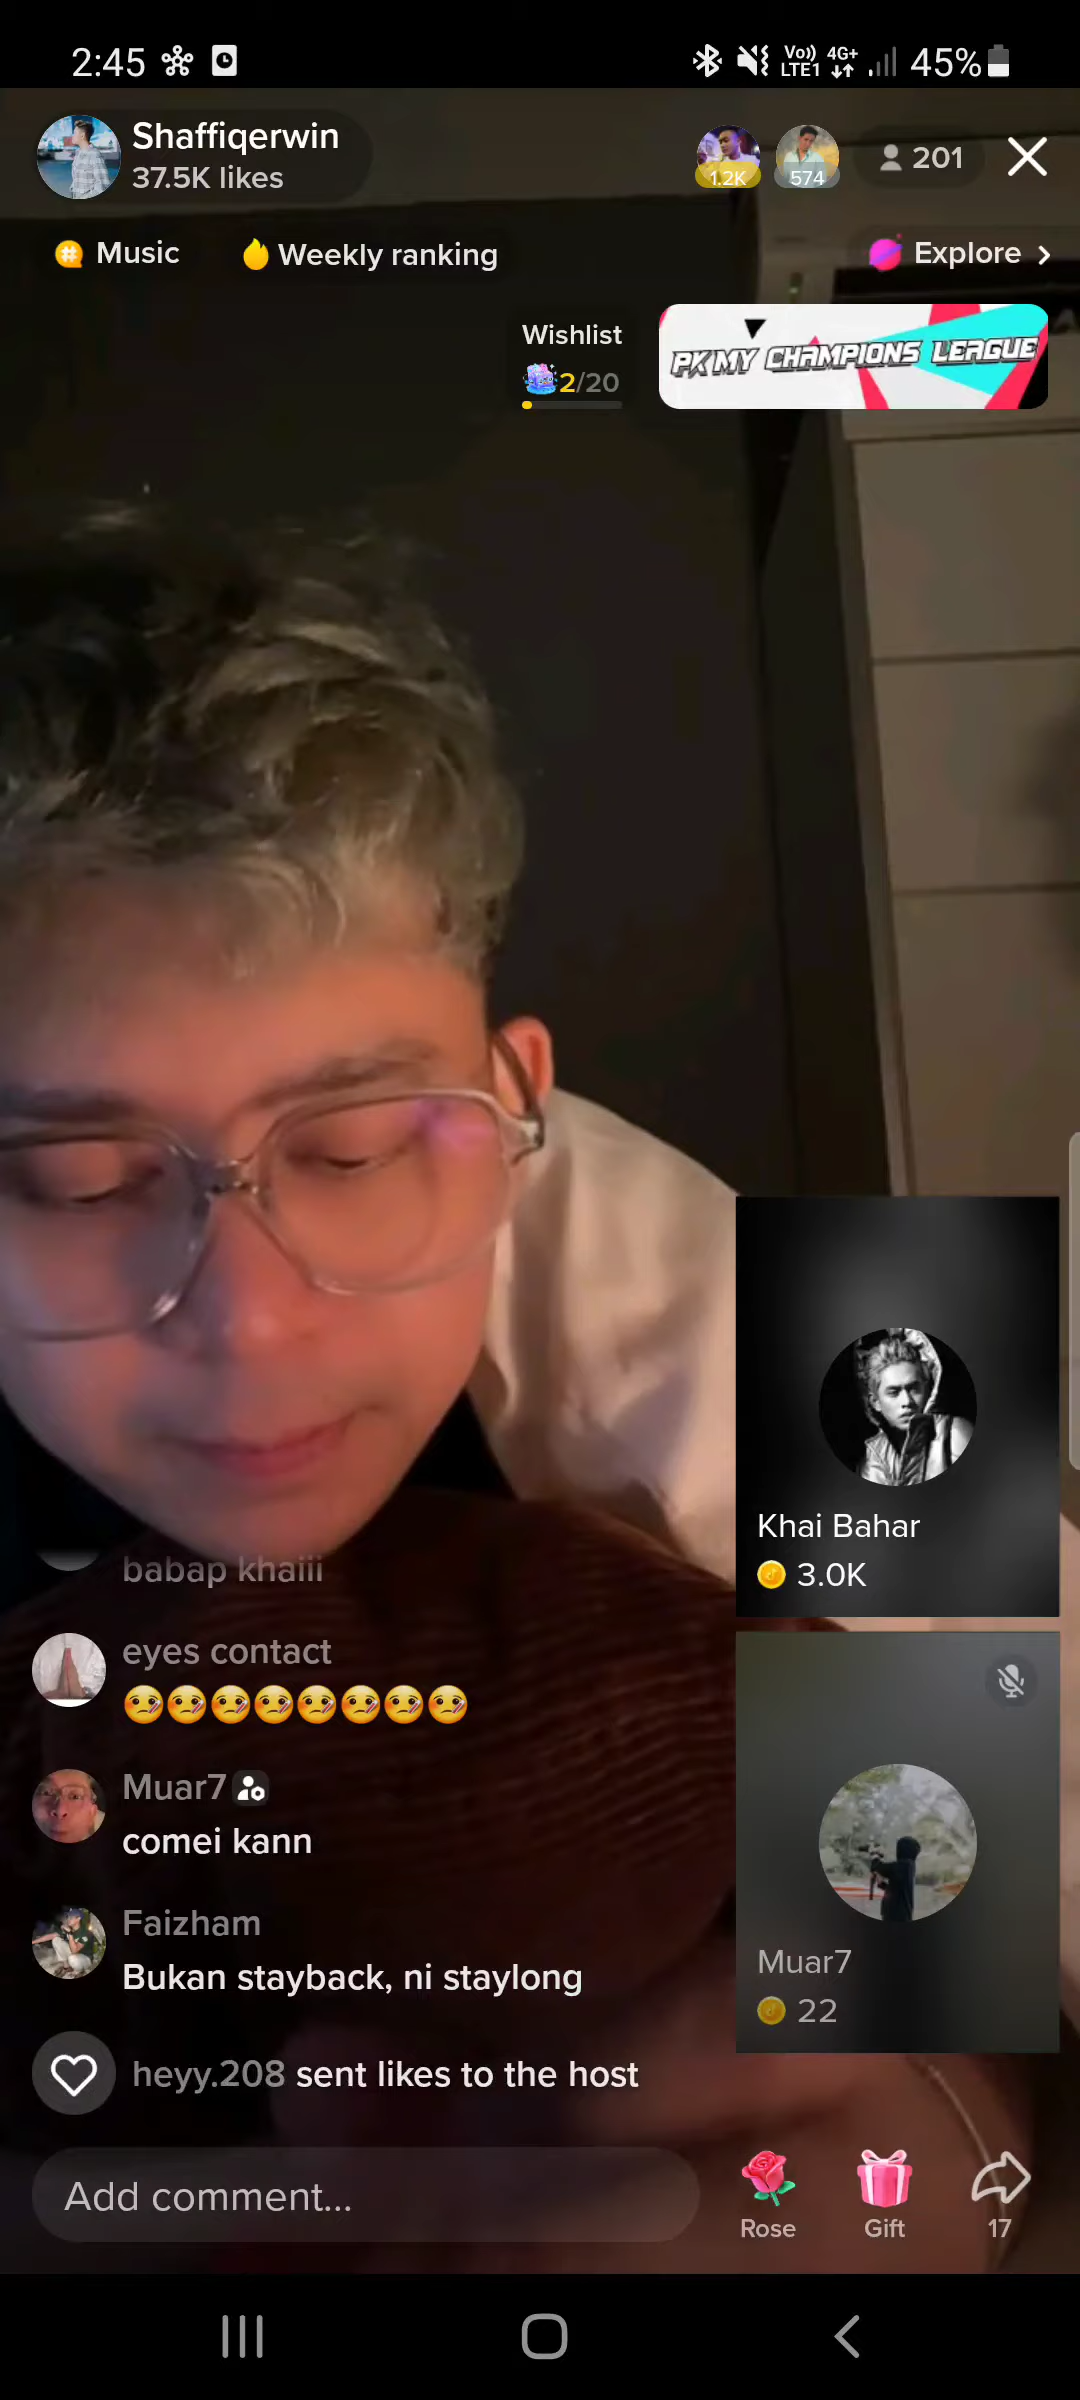 2:45
Vo))
LTE1
4G+
45%
Shaffiqerwin
37.5K likes
1.2K
574
201
Music
Weekly ranking
Explore
Wishlist
2/20
PK MY CHAMPIONS LEAGUE
Khai Bahar
3.0K
babap khaiii
eyes contact
Muar7
comei kann
Faizham
Bukan stayback, ni staylong
Muar7
22
heyy.208 sent likes to the host
Add comment...
Rose
Gift
17